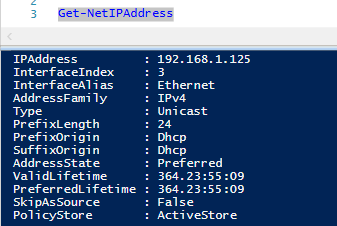 2
3 Get-NetIPAddress
IPAddress : 192.168.1.125
InterfaceIndex : 3
InterfaceAlias : Ethernet
AddressFamily : IPv4
Type : Unicast
PrefixLength : 24
PrefixOrigin : Dhcp
SuffixOrigin : Dhcp
AddressState : Preferred
ValidLifetime : 364.23:55:09
PreferredLifetime : 364.23:55:09
SkipAsSource : False
PolicyStore : ActiveStore